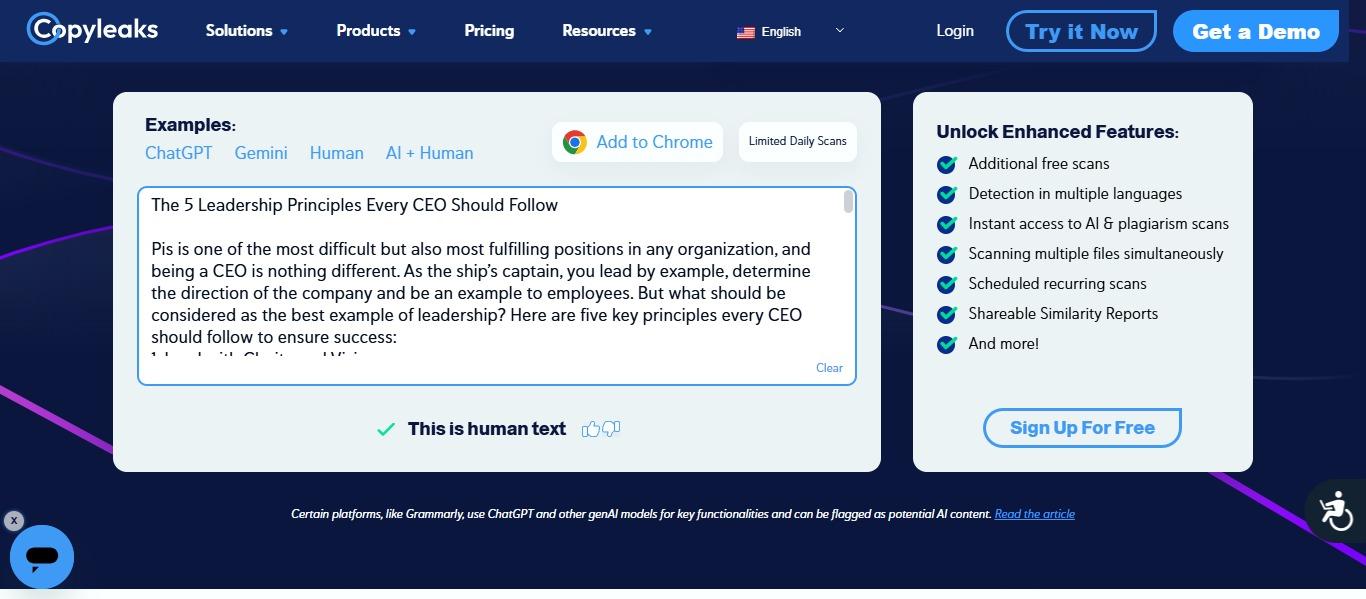 Copyleaks
Solutions
Products
Pricing
Resources
English
Login
Try it Now
Get a Demo
Examples:
ChatGPT Gemini Human AI + Human
Add to Chrome
Limited Daily Scans
The 5 Leadership Principles Every CEO Should Follow
Pis is one of the most difficult but also most fulfilling positions in any organization, and
being a CEO is nothing different. As the ship’s captain, you lead by example, determine
the direction of the company and be an example to employees. But what should be
considered as the best example of leadership? Here are five key principles every CEO
should follow to ensure success:
Clear
This is human text
Unlock Enhanced Features:
Additional free scans
Detection in multiple languages
Instant access to AI & plagiarism scans
Scanning multiple files simultaneously
Scheduled recurring scans
Shareable Similarity Reports
And more!
Sign Up For Free
Certain platforms, like Grammarly, use ChatGPT and other genAI models for key functionalities and can be flagged as potential AI content. Read the article
x